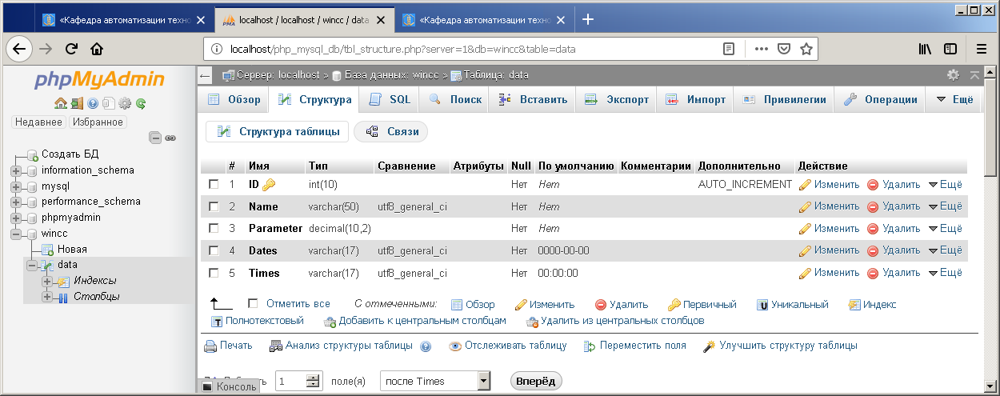 «Кафедра автоматизации техно
localhost / localhost / wincc / data
«Кафедра автоматизации техно
localhost/php_mysql_db/tbl_structure.php?server=1&db=wincc&table=data
phpMyAdmin
Недавнее Избранное
Создать БД
information_schema
mysql
performance_schema
phpmyadmin
wincc
Новая
data
Индексы
Столбцы
Сервер: localhost » База данных: wincc » Таблица: data
Обзор Структура SQL Поиск Вставить Экспорт Импорт Привилегии Операции Ещё
Структура таблицы Связи
# Имя Тип Сравнение Атрибуты Null По умолчанию Комментарии Дополнительно Действие
1 ID int(10) Нет Нет AUTO_INCREMENT Изменить Удалить Ещё
2 Name varchar(50) utf8_general_ci Нет Нет Изменить Удалить Ещё
3 Parameter decimal(10,2) Нет Нет Изменить Удалить Ещё
4 Dates varchar(17) utf8_general_ci Нет 0000-00-00 Изменить Удалить Ещё
5 Times varchar(17) utf8_general_ci Нет 00:00:00 Изменить Удалить Ещё
Отметить все С отмеченными: Обзор Изменить Удалить Первичный Уникальный Индекс
Полнотекстовый Добавить к центральным столбцам Удалить из центральных столбцов
Печать Анализ структуры таблицы Отслеживать таблицу Переместить поля Улучшить структуру таблицы
1 поле(я) после Times Вперёд
Консоль